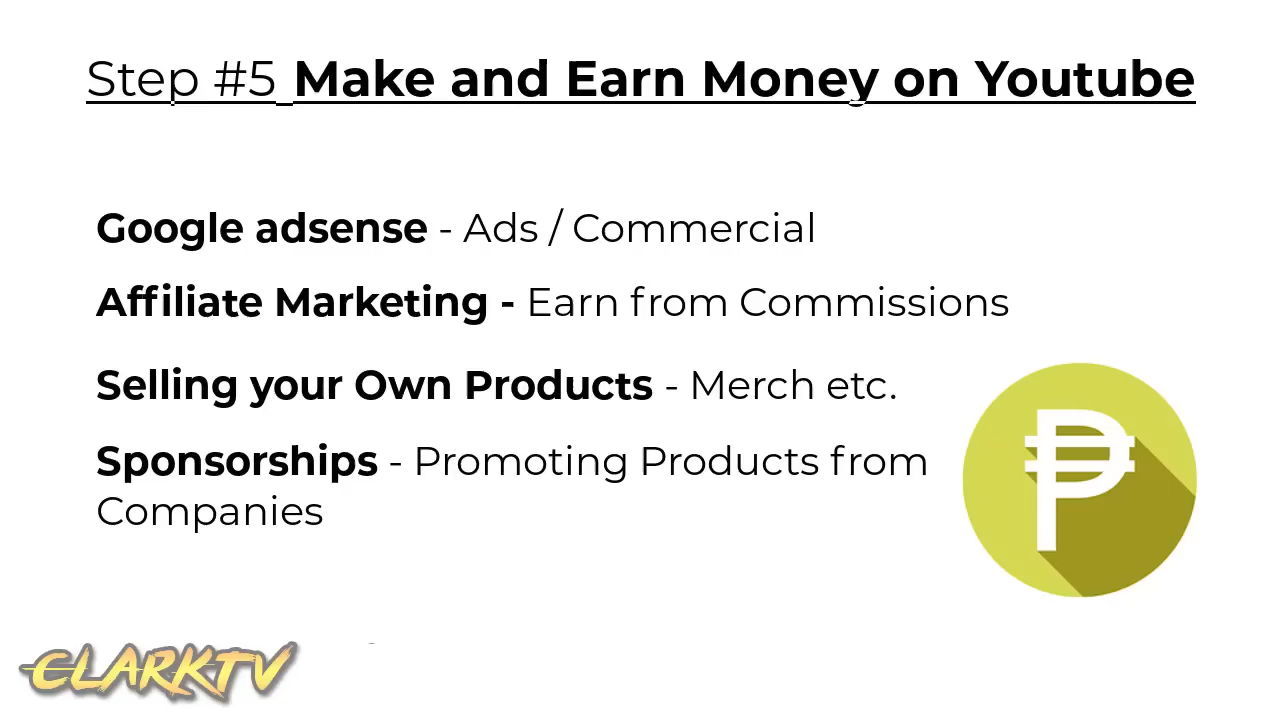 Step #5 Make and Earn Money on Youtube
Google adsense - Ads / Commercial
Affiliate Marketing - Earn from Commissions
Selling your Own Products - Merch etc.
Sponsorships - Promoting Products from
Companies
₱
CLARKTV